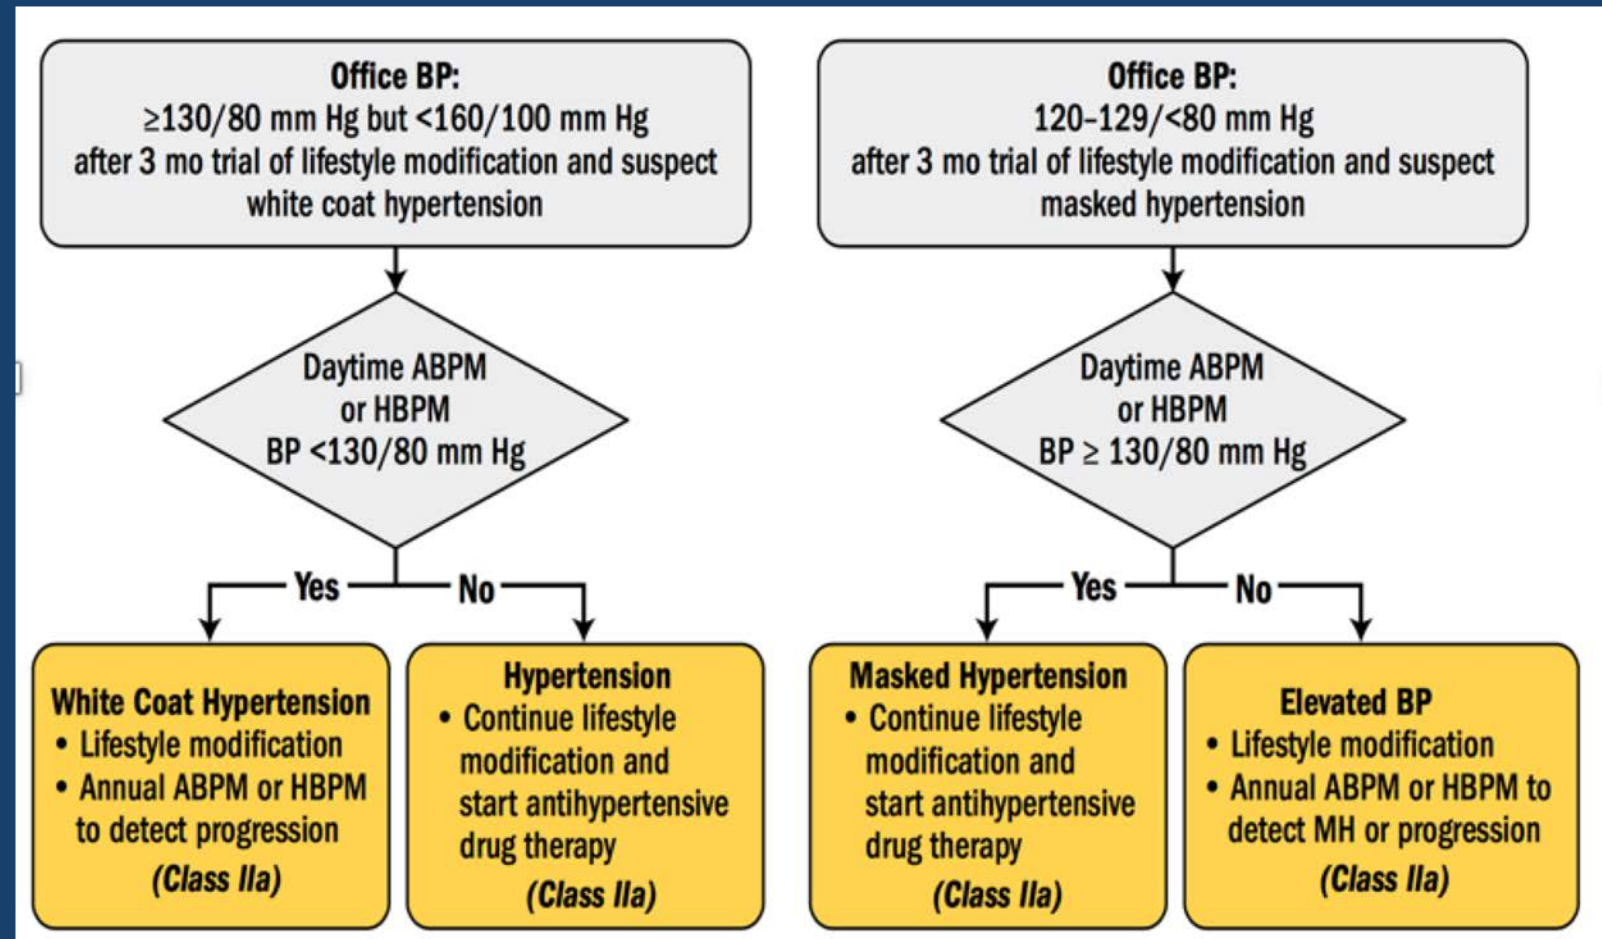 Office BP:
≥130/80 mm Hg but <160/100 mm Hg
after 3 mo trial of lifestyle modification and suspect
white coat hypertension
Daytime ABPM
or HBPM
BP <130/80 mm Hg
Yes
No
White Coat Hypertension
• Lifestyle modification
• Annual ABPM or HBPM
to detect progression
(Class IIa)
Hypertension
• Continue lifestyle
modification and
start antihypertensive
drug therapy
(Class IIa)
Office BP:
120–129/<80 mm Hg
after 3 mo trial of lifestyle modification and suspect
masked hypertension
Daytime ABPM
or HBPM
BP ≥ 130/80 mm Hg
Yes
No
Masked Hypertension
• Continue lifestyle
modification and
start antihypertensive
drug therapy
(Class IIa)
Elevated BP
• Lifestyle modification
• Annual ABPM or HBPM to
detect MH or progression
(Class IIa)